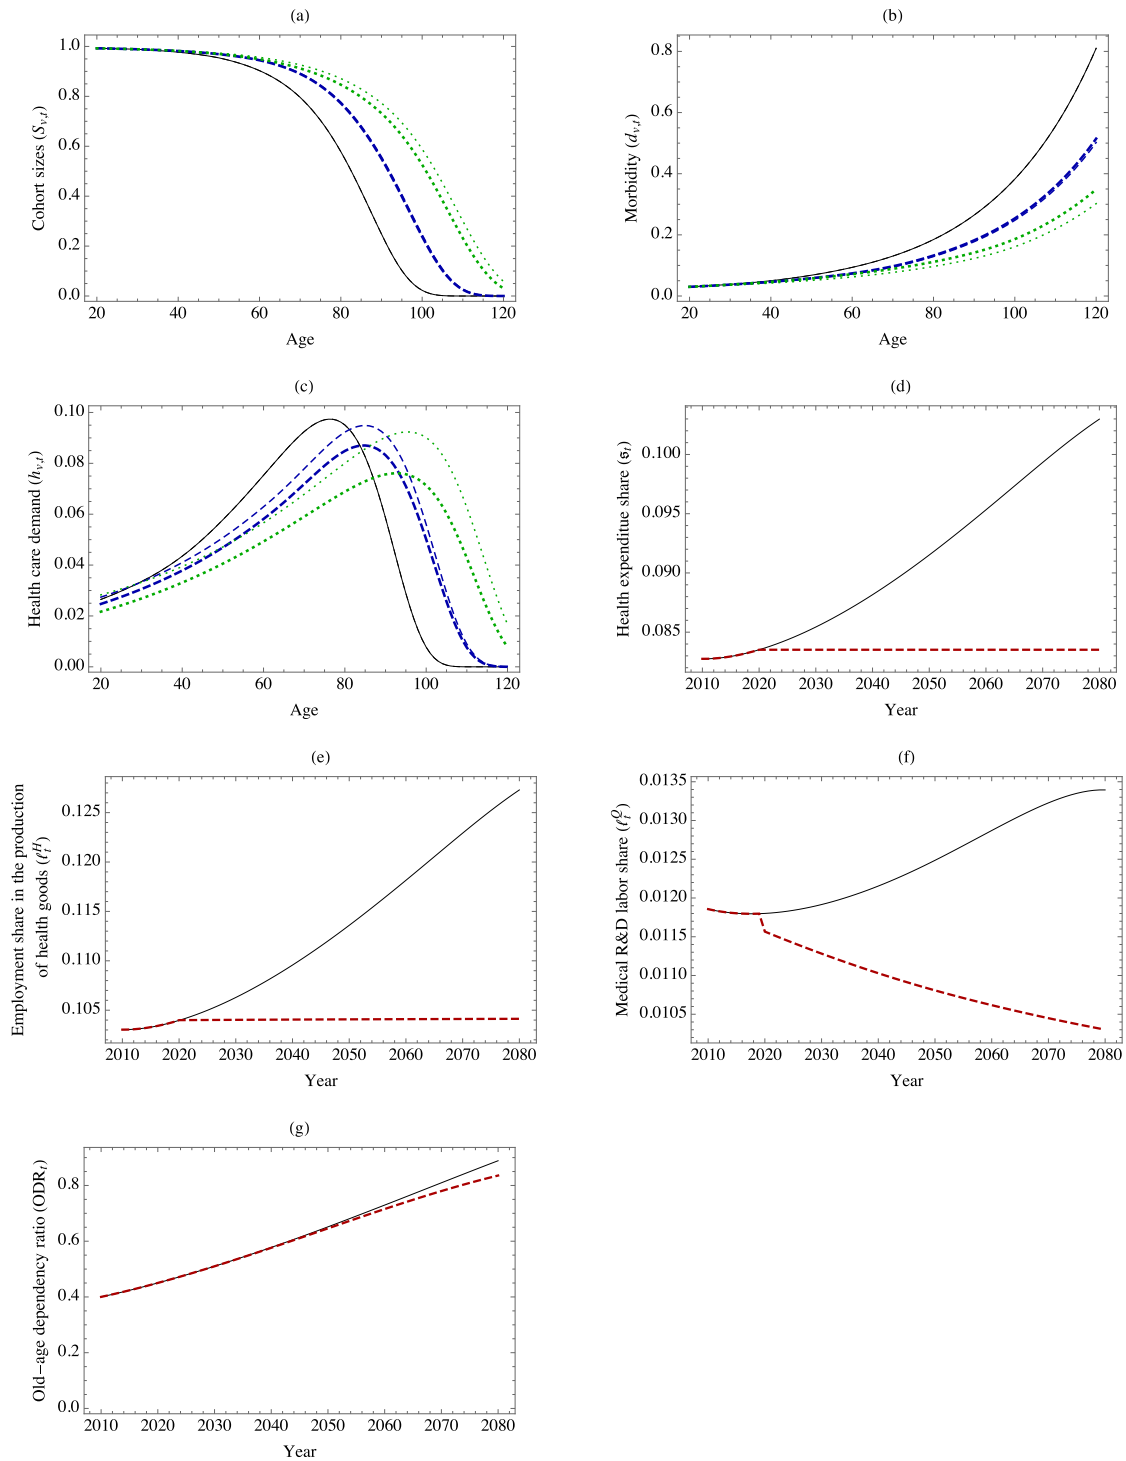 (a)
Cohort sizes (S_{v,t})
1.0
0.8
0.6
0.4
0.2
0.0
20 40 60 80 100 120
Age
(b)
Morbidity (d_{v,t})
0.8
0.6
0.4
0.2
0.0
20 40 60 80 100 120
Age
(c)
Health care demand (h_{v,t})
0.10
0.08
0.06
0.04
0.02
0.00
20 40 60 80 100 120
Age
(d)
Health expenditue share (𝔰_t)
0.100
0.095
0.090
0.085
2010 2020 2030 2040 2050 2060 2070 2080
Year
(e)
Employment share in the production
of health goods (ℓ_t^H)
0.125
0.120
0.115
0.110
0.105
2010 2020 2030 2040 2050 2060 2070 2080
Year
(f)
Medical R&D labor share (ℓ_t^Q)
0.0135
0.0130
0.0125
0.0120
0.0115
0.0110
0.0105
2010 2020 2030 2040 2050 2060 2070 2080
Year
(g)
Old−age dependency ratio (ODR_t)
0.8
0.6
0.4
0.2
0.0
2010 2020 2030 2040 2050 2060 2070 2080
Year